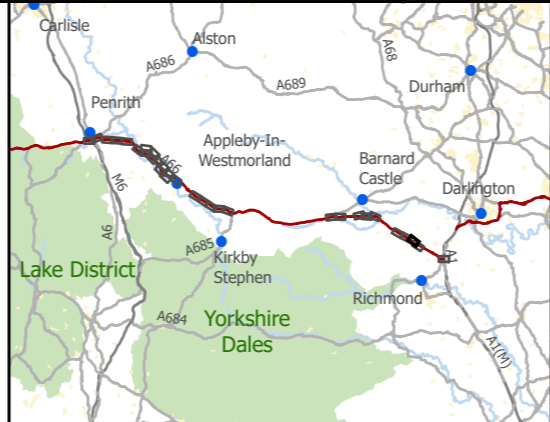 Carlisle
Alston
A686
A689
A68
Durham
Penrith
Appleby-In-
Westmorland
A66
Barnard
Castle
Darlington
M6
A6
A685
Kirkby
Stephen
A1
Lake District
Richmond
A684
Yorkshire
Dales
A1(M)